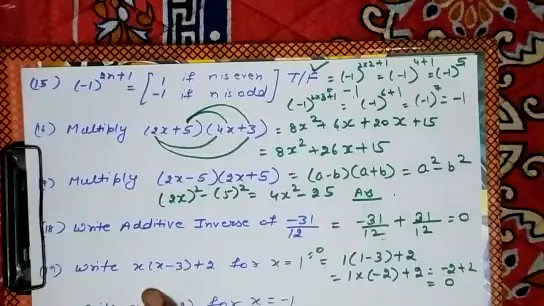 (15) (-1)^{2n+1} = [ 1 if n is even T/F ✓ = (-1)^{2×2+1} = (-1)^{4+1} = (-1)^5
-1 if n is odd ] = -1
= (-1)^{6+1} = (-1)^7 = -1
(16) Multiply (2x+5)(4x+3) = 8x²+6x+20x+15
= 8x²+26x+15
) Multiply (2x-5)(2x+5) = (a-b)(a+b) = a²-b²
(2x)²-(5)² = 4x²-25 Ans
(18) Write Additive Inverse of -31/12 = -31/12 + 31/12 = 0
19) Write x(x-3)+2 for x=1 = 1(1-3)+2
= 1×(-2)+2 = -2+2
= 0
for x=-1